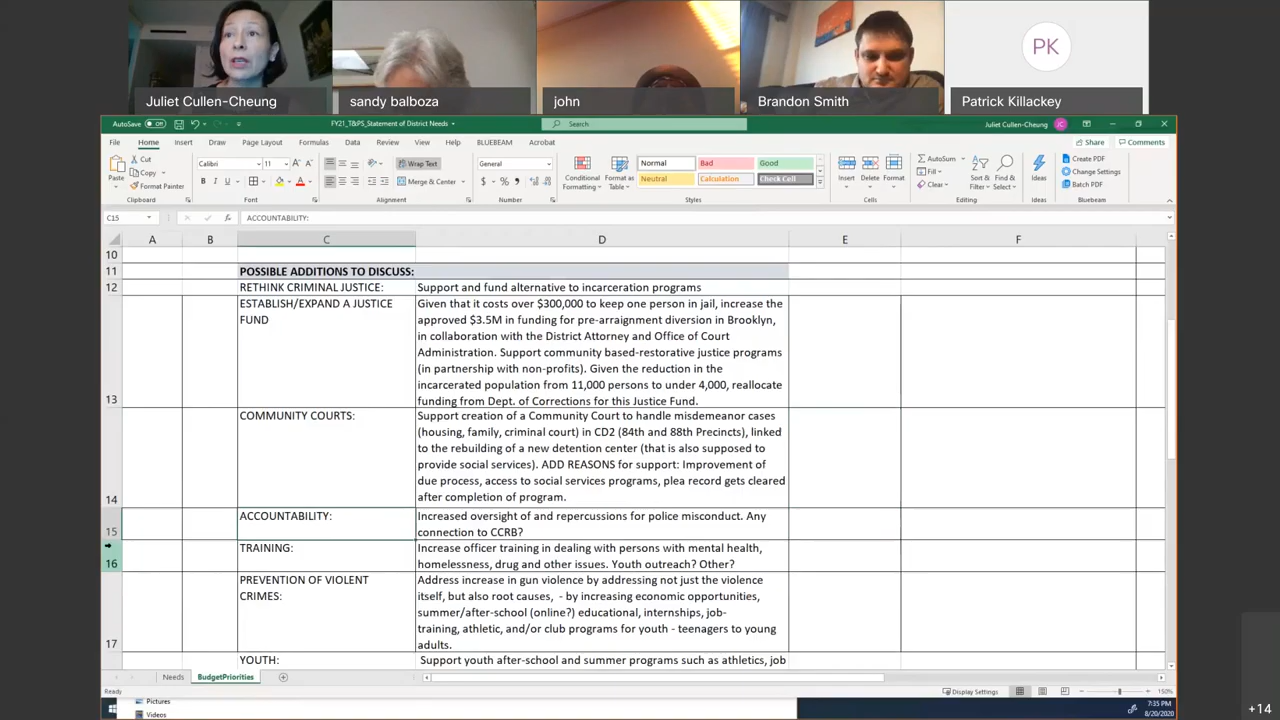 PK
Juliet Cullen-Cheung
sandy balboza
john
Brandon Smith
Patrick Killackey
AutoSave Off
FY21_T&PS_Statement of District Needs
Search
Juliet Cullen-Cheung JC
File Home Insert Draw Page Layout Formulas Data Review View Help BLUEBEAM Acrobat
Share Comments
Paste
Cut
Copy
Format Painter
Clipboard
Calibri 11
B I U
Font
Wrap Text
Merge & Center
Alignment
General
$ % ,
Number
Conditional Formatting
Format as Table
Normal Bad Good
Neutral Calculation Check Cell
Styles
Insert Delete Format
Cells
AutoSum
Fill
Clear
Sort & Filter
Find & Select
Editing
Ideas
Ideas
Create PDF
Change Settings
Batch PDF
Bluebeam
C15 fx ACCOUNTABILITY:
A B C D E F
10
11 POSSIBLE ADDITIONS TO DISCUSS:
12 RETHINK CRIMINAL JUSTICE: Support and fund alternative to incarceration programs
ESTABLISH/EXPAND A JUSTICE
FUND
Given that it costs over $300,000 to keep one person in jail, increase the
approved $3.5M in funding for pre-arraignment diversion in Brooklyn,
in collaboration with the District Attorney and Office of Court
Administration. Support community based-restorative justice programs
(in partnership with non-profits). Given the reduction in the
incarcerated population from 11,000 persons to under 4,000, reallocate
funding from Dept. of Corrections for this Justice Fund.
13
COMMUNITY COURTS:
Support creation of a Community Court to handle misdemeanor cases
(housing, family, criminal court) in CD2 (84th and 88th Precincts), linked
to the rebuilding of a new detention center (that is also supposed to
provide social services). ADD REASONS for support: Improvement of
due process, access to social services programs, plea record gets cleared
after completion of program.
14
ACCOUNTABILITY:
Increased oversight of and repercussions for police misconduct. Any
connection to CCRB?
15
TRAINING:
Increase officer training in dealing with persons with mental health,
homelessness, drug and other issues. Youth outreach? Other?
16
PREVENTION OF VIOLENT
CRIMES:
Address increase in gun violence by addressing not just the violence
itself, but also root causes, - by increasing economic opportunities,
summer/after-school (online?) educational, internships, job-
training, athletic, and/or club programs for youth - teenagers to young
adults.
17
YOUTH: Support youth after-school and summer programs such as athletics, job
Needs BudgetPriorities
Ready
Display Settings
150%
Pictures
Videos
7:35 PM
8/20/2020
+14